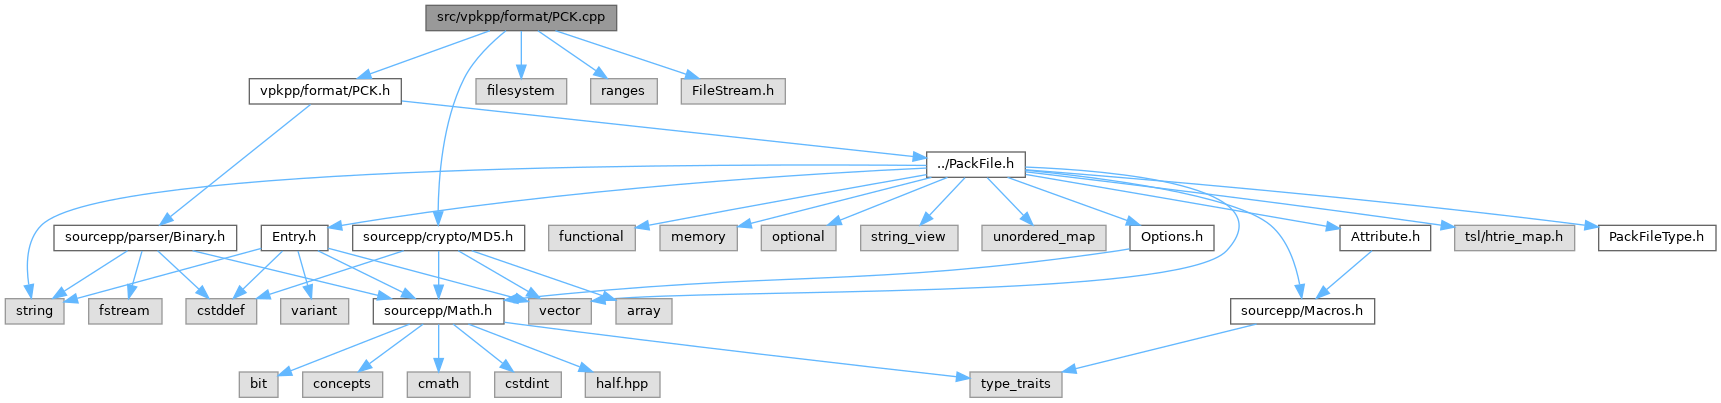 src/vpkpp/format/PCK.cpp
vpkpp/format/PCK.h
filesystem
ranges
FileStream.h
../PackFile.h
sourcepp/parser/Binary.h
Entry.h
sourcepp/crypto/MD5.h
functional
memory
optional
string_view
unordered_map
Options.h
Attribute.h
tsl/htrie_map.h
PackFileType.h
string
fstream
cstddef
variant
sourcepp/Math.h
vector
array
sourcepp/Macros.h
bit
concepts
cmath
cstdint
half.hpp
type_traits